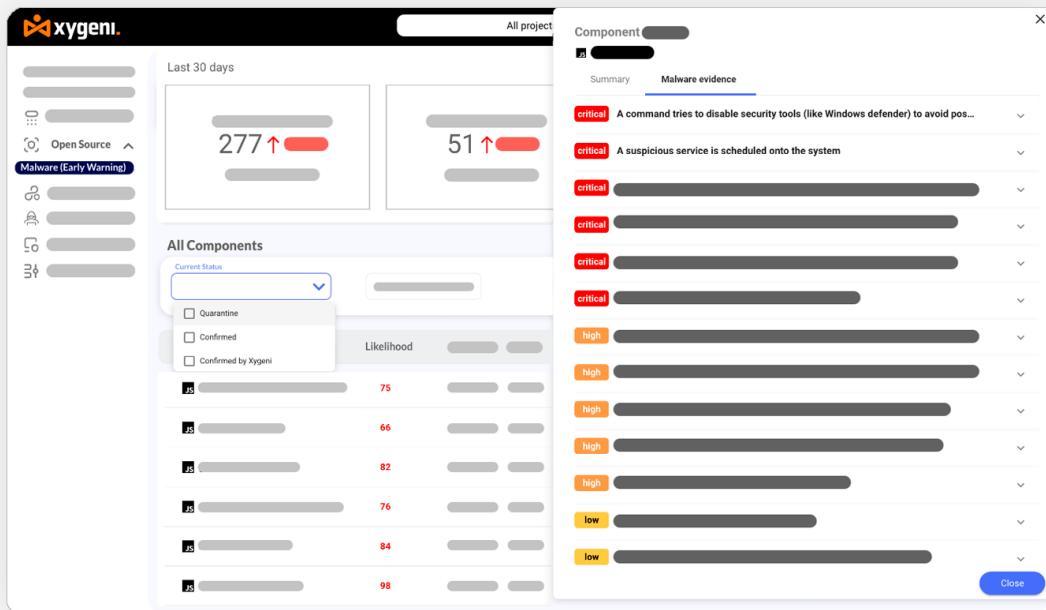 xygeni.
All project
Last 30 days
277
51
Open Source
Malware (Early Warning)
All Components
Current Status
Quarantine
Confirmed
Confirmed by Xygeni
Likelihood
JS 75
JS 66
JS 82
JS 76
JS 84
JS 98
Component
JS
Summary
Malware evidence
critical A command tries to disable security tools (like Windows defender) to avoid pos...
critical A suspicious service is scheduled onto the system
critical
critical
critical
critical
high
high
high
high
high
low
low
Close